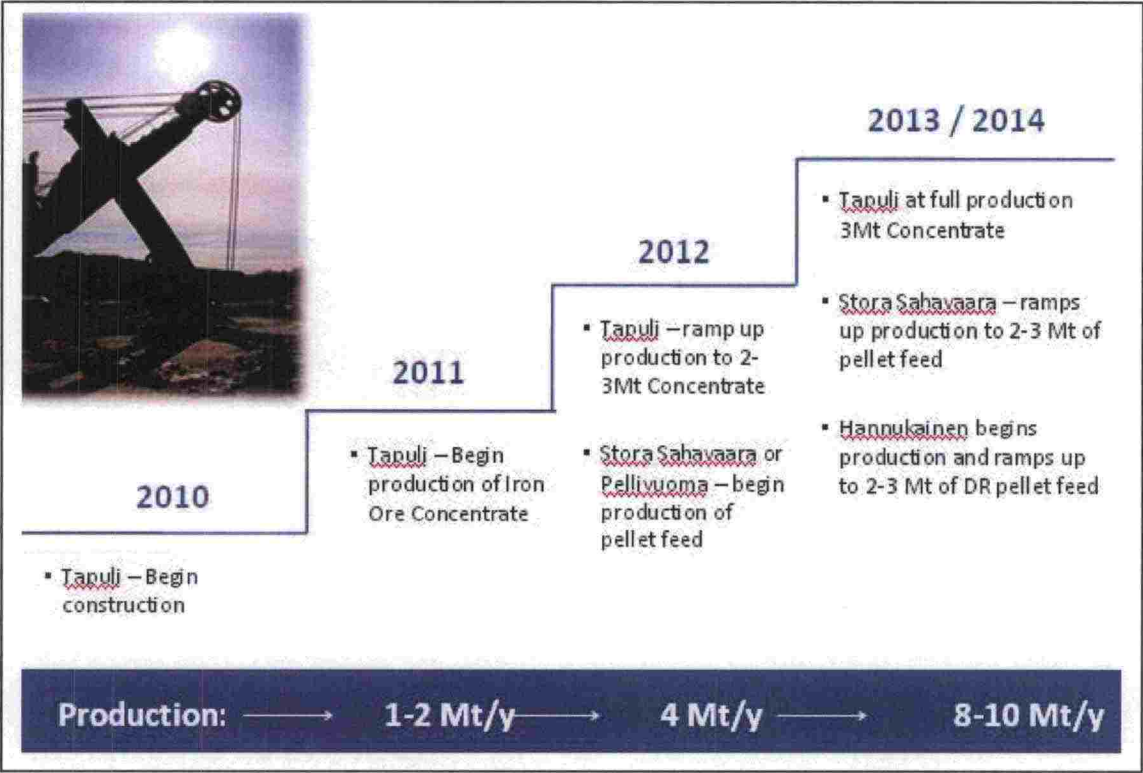 2010
▪ Tapuli – Begin
construction
2011
▪ Tapuli – Begin
production of Iron
Ore Concentrate
2012
▪ Tapuli – ramp up
production to 2-
3Mt Concentrate
▪ Stora Sahavaara or
Pellivuoma – begin
production of
pellet feed
2013 / 2014
▪ Tapuli at full production
3Mt Concentrate
▪ Stora Sahavaara – ramps
up production to 2-3 Mt of
pellet feed
▪ Hannukainen begins
production and ramps up
to 2-3 Mt of DR pellet feed
Production: → 1-2 Mt/y → 4 Mt/y → 8-10 Mt/y